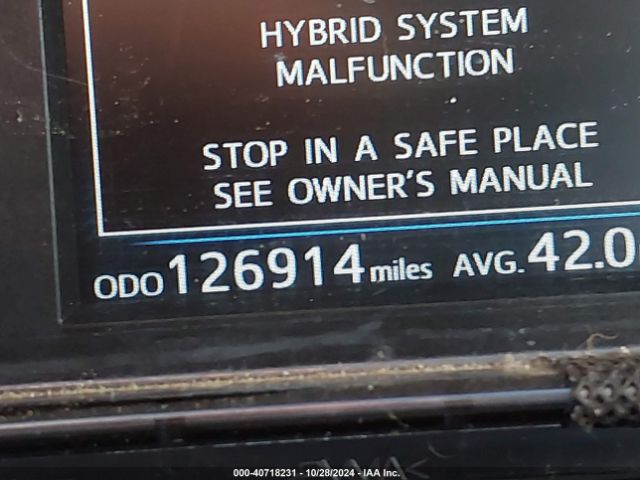 HYBRID SYSTEM
MALFUNCTION
STOP IN A SAFE PLACE
SEE OWNER'S MANUAL
ODO 126914 miles AVG. 42.0
000-40718231 - 10/28/2024 - IAA Inc.